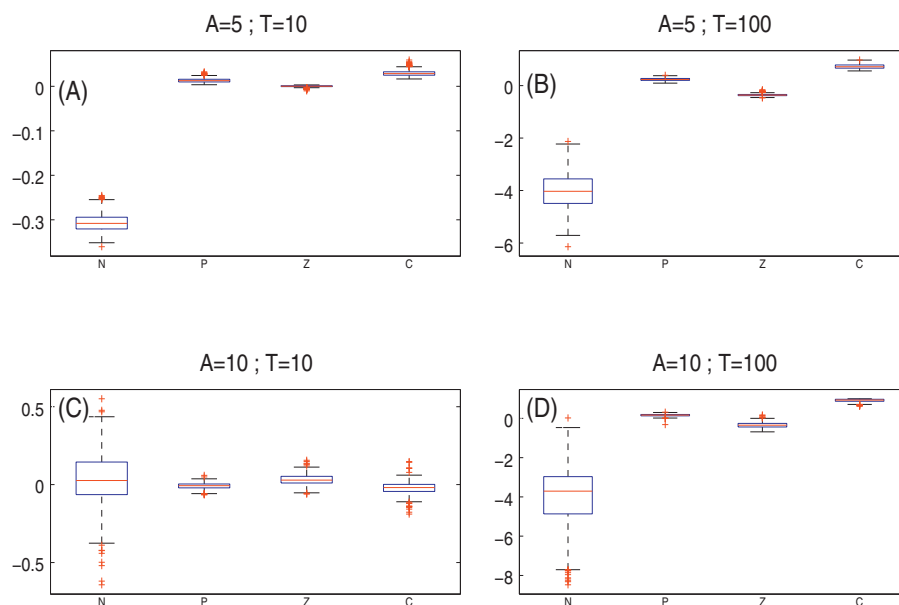 A=5 ; T=10
(A)
0
−0.1
−0.2
−0.3
N P Z C
A=5 ; T=100
(B)
0
−2
−4
−6
N P Z C
A=10 ; T=10
(C)
0.5
0
−0.5
N P Z C
A=10 ; T=100
(D)
0
−2
−4
−6
−8
N P Z C